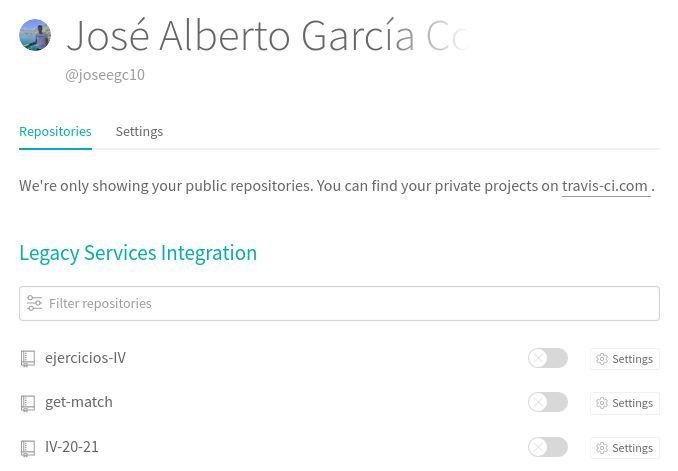 José Alberto García
@joseegc10
Repositories Settings
We're only showing your public repositories. You can find your private projects on travis-ci.com .
Legacy Services Integration
Filter repositories
ejercicios-IV Settings
get-match Settings
IV-20-21 Settings